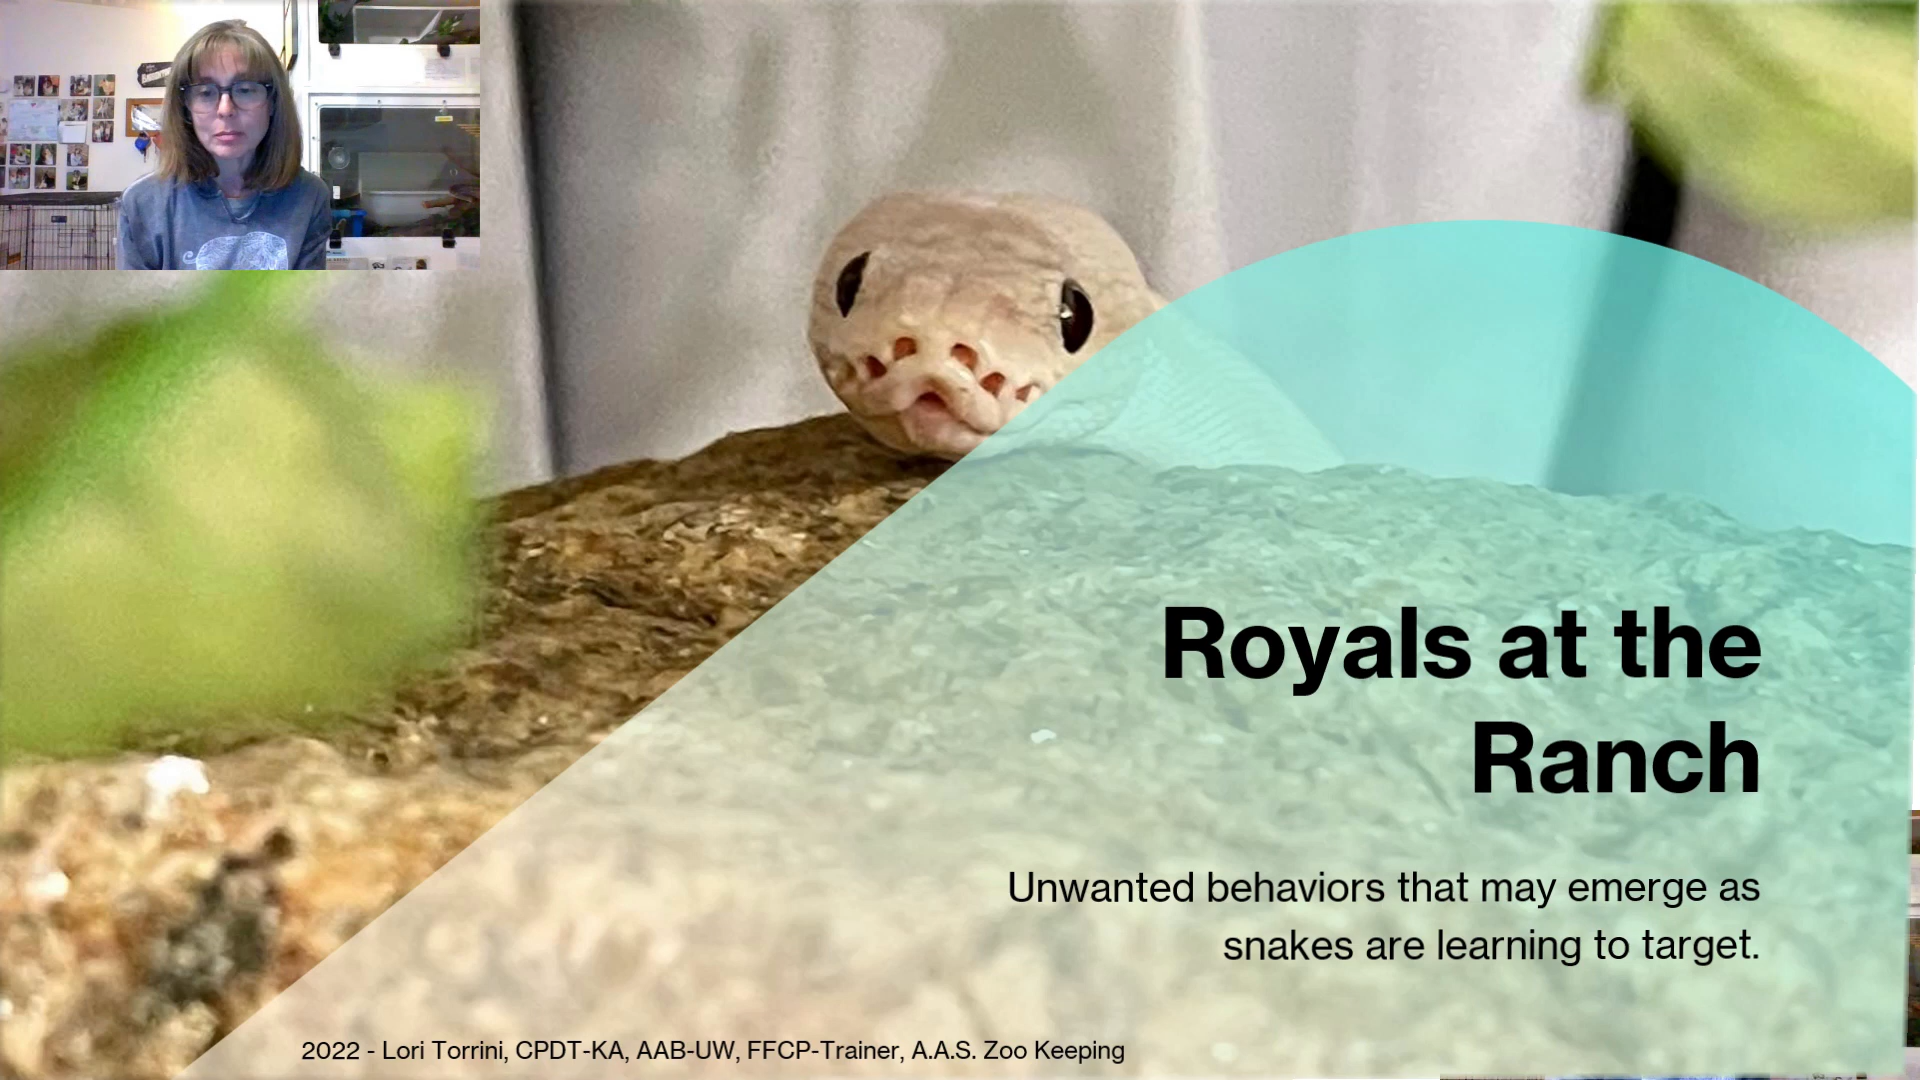 Royals at the
Ranch
Unwanted behaviors that may emerge as
snakes are learning to target.
2022 - Lori Torrini, CPDT-KA, AAB-UW, FFCP-Trainer, A.A.S. Zoo Keeping